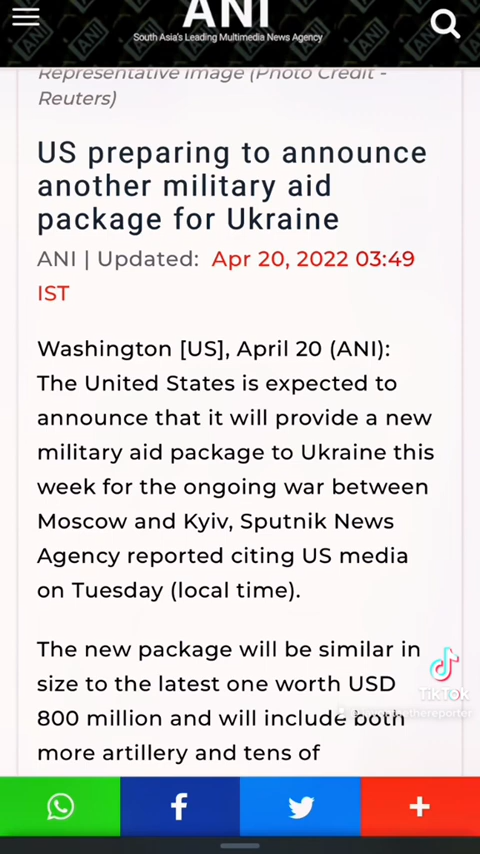 ANI
South Asia's Leading Multimedia News Agency
Representative Image (Photo Credit -
Reuters)
US preparing to announce
another military aid
package for Ukraine
ANI | Updated: Apr 20, 2022 03:49
IST
Washington [US], April 20 (ANI):
The United States is expected to
announce that it will provide a new
military aid package to Ukraine this
week for the ongoing war between
Moscow and Kyiv, Sputnik News
Agency reported citing US media
on Tuesday (local time).
The new package will be similar in
size to the latest one worth USD
TikTok
800 million and will include both
more artillery and tens of